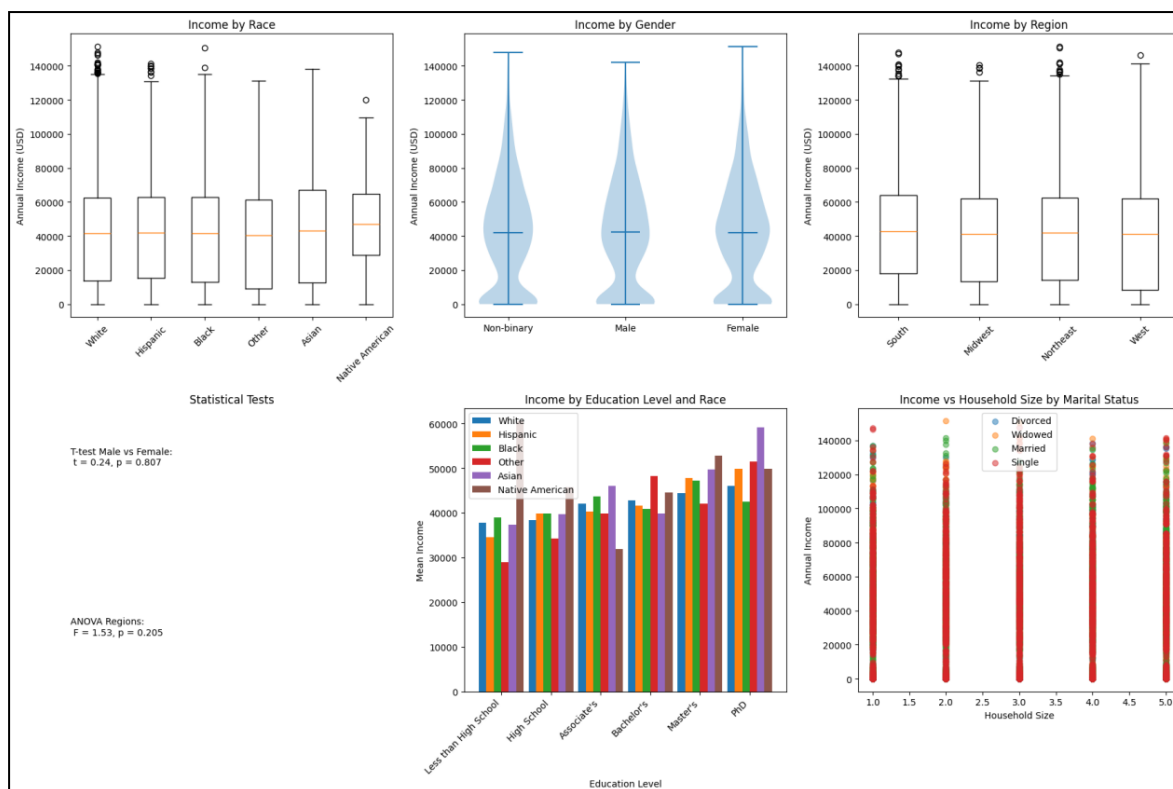 Income by Race
Annual Income (USD)
140000
120000
100000
80000
60000
40000
20000
0
White
Hispanic
Black
Other
Asian
Native American
Income by Gender
Annual Income (USD)
140000
120000
100000
80000
60000
40000
20000
0
Non-binary
Male
Female
Income by Region
Annual Income (USD)
140000
120000
100000
80000
60000
40000
20000
0
South
Midwest
Northeast
West
Statistical Tests
T-test Male vs Female:
t = 0.24, p = 0.807
ANOVA Regions:
F = 1.53, p = 0.205
Income by Education Level and Race
White
Hispanic
Black
Other
Asian
Native American
Mean Income
60000
50000
40000
30000
20000
10000
0
Less than High School
High School
Associate's
Bachelor's
Master's
PhD
Education Level
Income vs Household Size by Marital Status
Divorced
Widowed
Married
Single
Annual Income
140000
120000
100000
80000
60000
40000
20000
0
1.0 1.5 2.0 2.5 3.0 3.5 4.0 4.5 5.0
Household Size